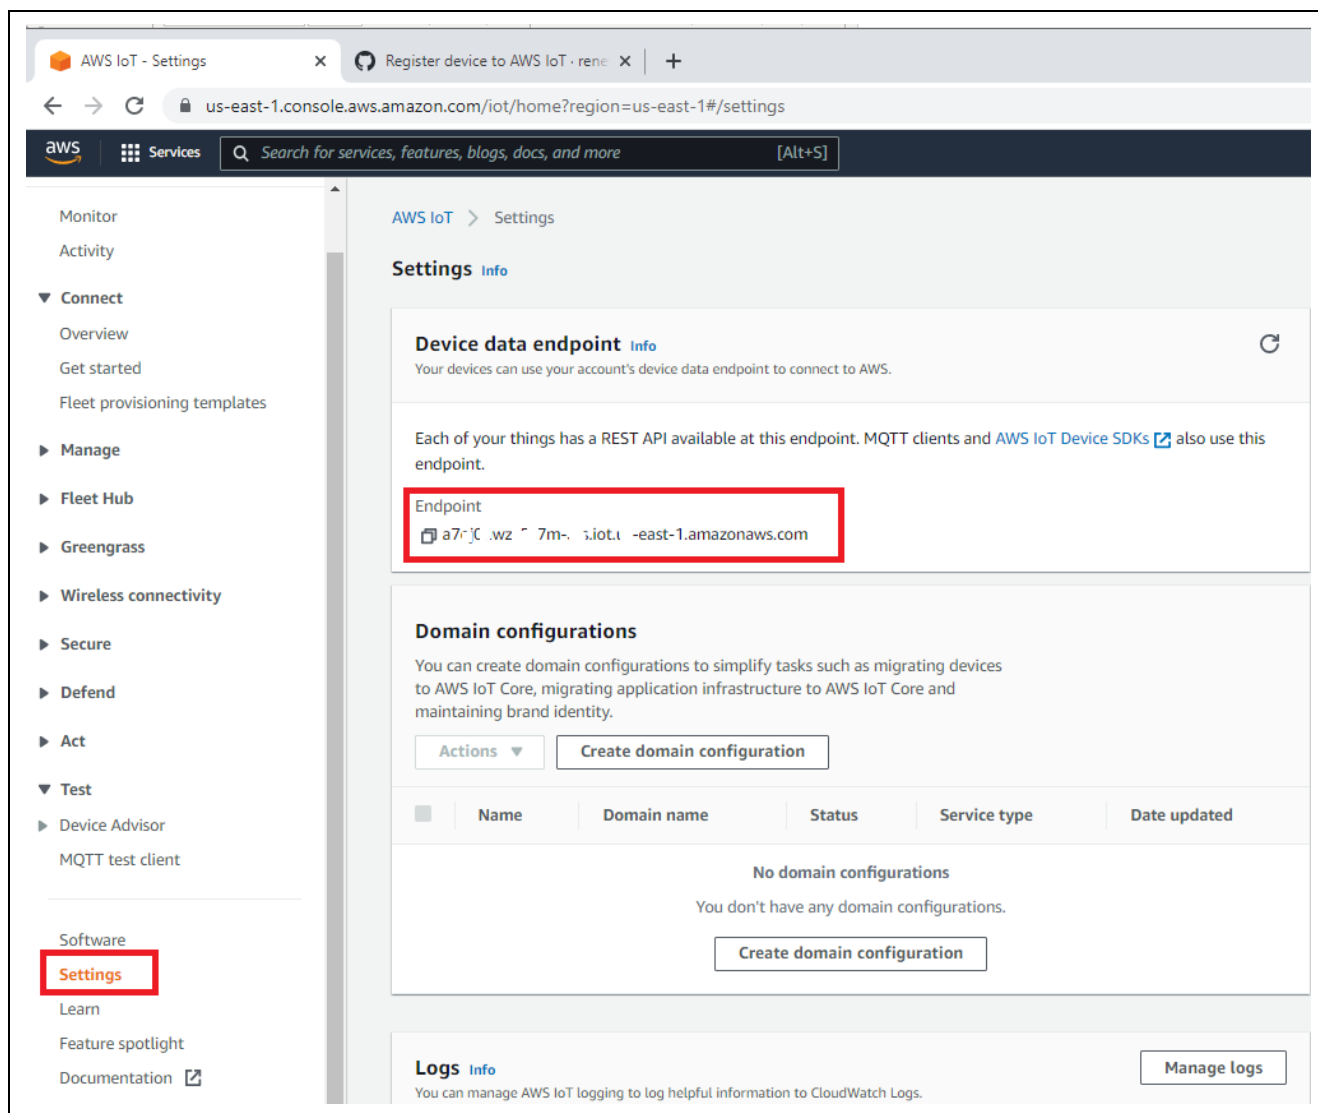 AWS IoT - Settings
Register device to AWS IoT · rene
us-east-1.console.aws.amazon.com/iot/home?region=us-east-1#/settings
aws
Services
Search for services, features, blogs, docs, and more
[Alt+S]
Monitor
Activity
Connect
Overview
Get started
Fleet provisioning templates
Manage
Fleet Hub
Greengrass
Wireless connectivity
Secure
Defend
Act
Test
Device Advisor
MQTT test client
Software
Settings
Learn
Feature spotlight
Documentation
AWS IoT > Settings
Settings Info
Device data endpoint Info
Your devices can use your account's device data endpoint to connect to AWS.
Each of your things has a REST API available at this endpoint. MQTT clients and AWS IoT Device SDKs also use this
endpoint.
Endpoint
-east-1.amazonaws.com
Domain configurations
You can create domain configurations to simplify tasks such as migrating devices
to AWS IoT Core, migrating application infrastructure to AWS IoT Core and
maintaining brand identity.
Actions
Create domain configuration
Name
Domain name
Status
Service type
Date updated
No domain configurations
You don't have any domain configurations.
Create domain configuration
Logs Info
You can manage AWS IoT logging to log helpful information to CloudWatch Logs.
Manage logs